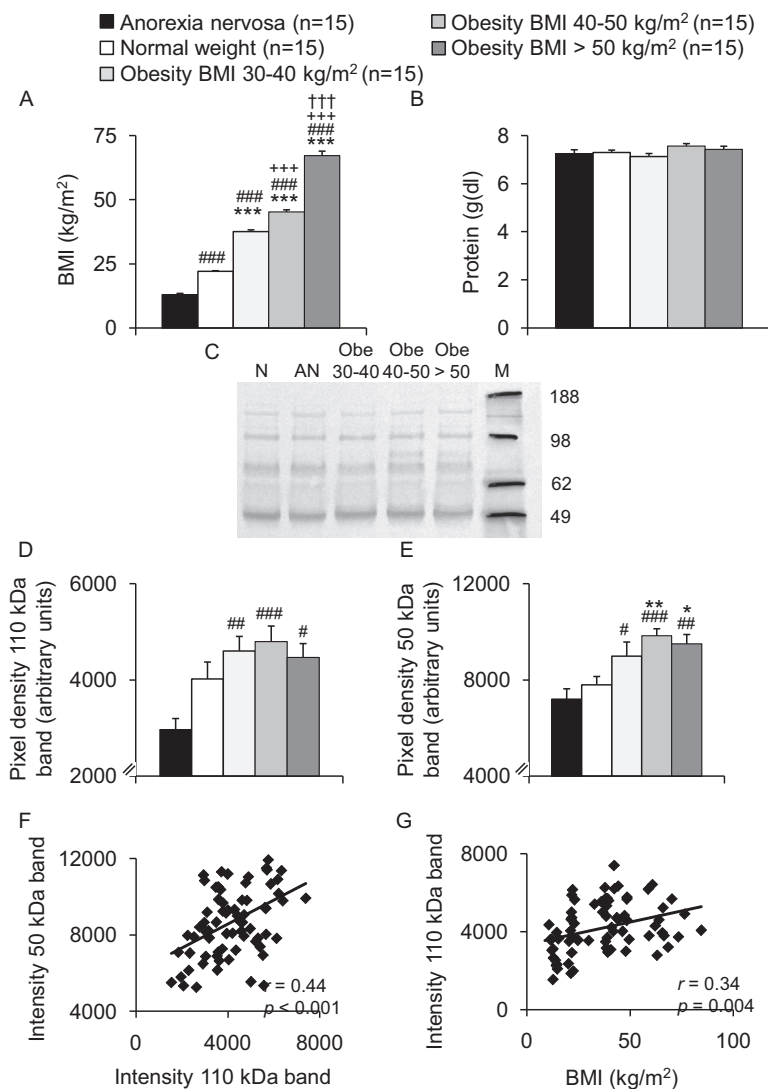 Anorexia nervosa (n=15)
Normal weight (n=15)
Obesity BMI 30-40 kg/m² (n=15)
Obesity BMI 40-50 kg/m² (n=15)
Obesity BMI > 50 kg/m² (n=15)
A
BMI (kg/m²)
75
50
25
0
###
###
***
+++
###
***
†††
+++
###
***
B
Protein (g(dl)
8
6
4
2
0
C
N AN Obe 30-40 Obe 40-50 Obe > 50 M
188
98
62
49
D
Pixel density 110 kDa
band (arbitrary units)
6000
4000
2000
##
###
#
E
Pixel density 50 kDa
band (arbitrary units)
12000
8000
4000
#
**
###
*
##
F
Intensity 50 kDa band
12000
8000
4000
r = 0.44
p < 0.001
0 4000 8000
Intensity 110 kDa band
G
Intensity 110 kDa band
8000
4000
0
r = 0.34
p = 0.004
0 50 100
BMI (kg/m²)